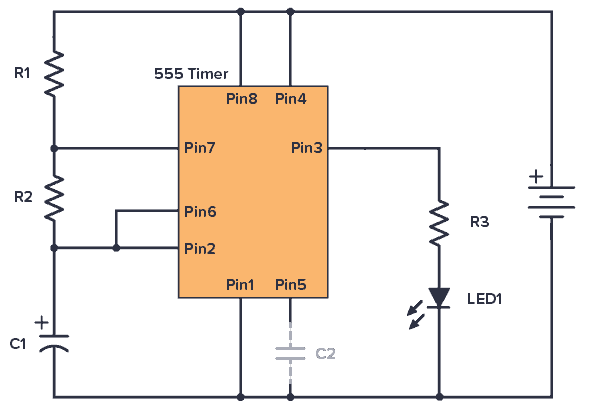 R1
555 Timer
Pin8 Pin4
Pin7 Pin3
R2
Pin6
Pin2
+
R3
LED1
Pin1 Pin5
+
C1
C2